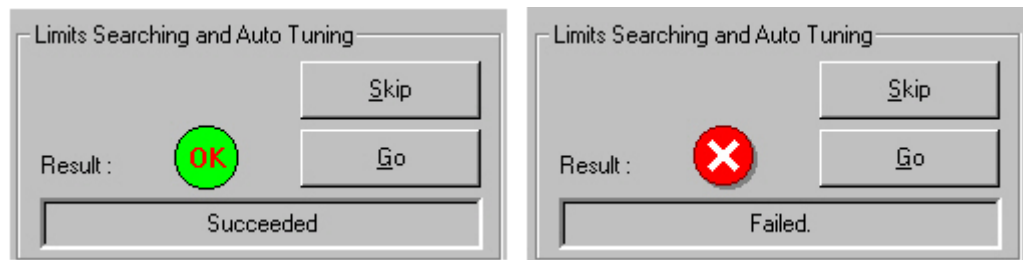 Limits Searching and Auto Tuning
Skip
Result :
OK
Go
Succeeded
Limits Searching and Auto Tuning
Skip
Result :
Go
Failed.